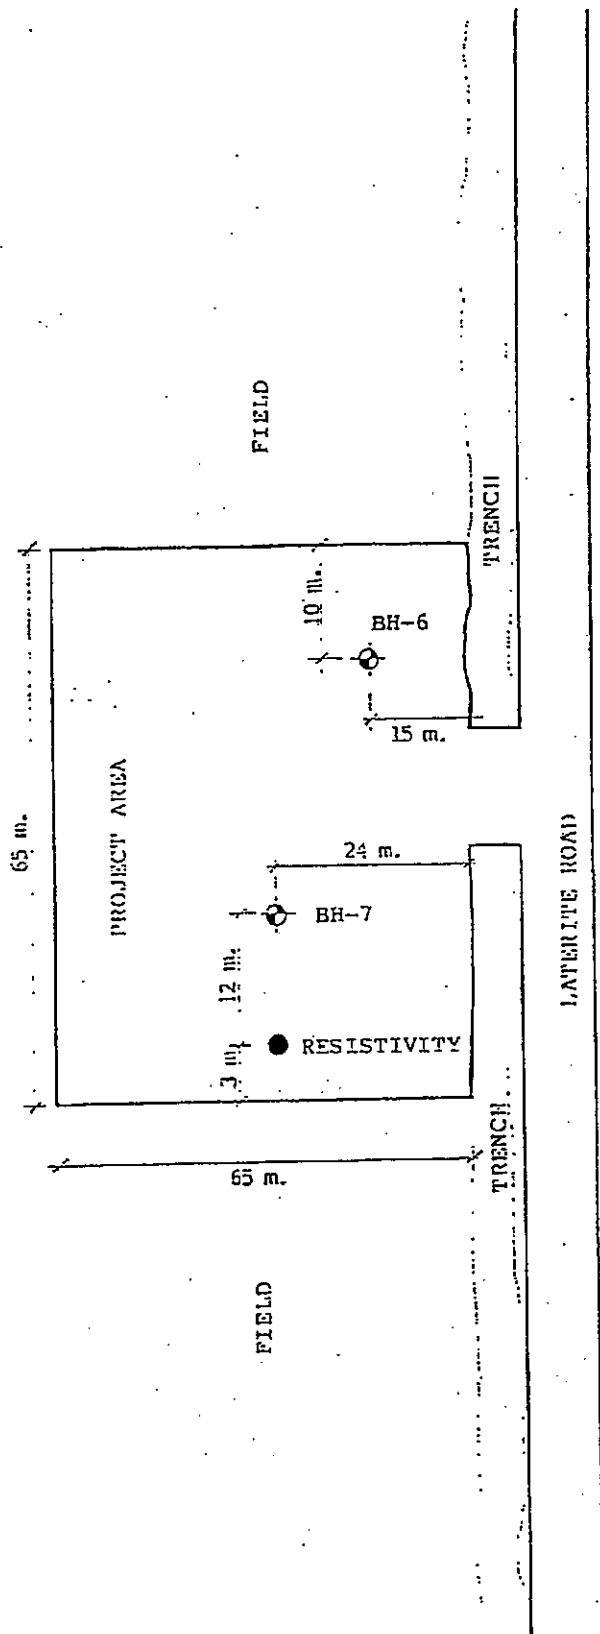 FIELD
TRENCH
10 m.
BH-6
15 m.
65 m.
PROJECT AREA
24 m.
BH-7
LATERITE ROAD
12 m.
RESISTIVITY
3 m.
65 m.
TRENCH
FIELD